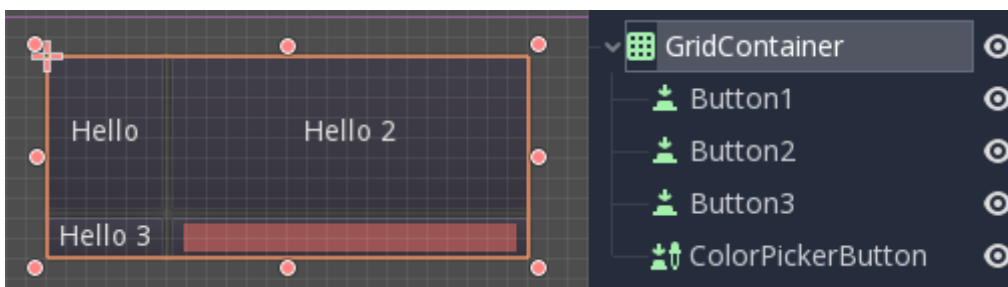 Hello
Hello 2
Hello 3
GridContainer
Button1
Button2
Button3
ColorPickerButton